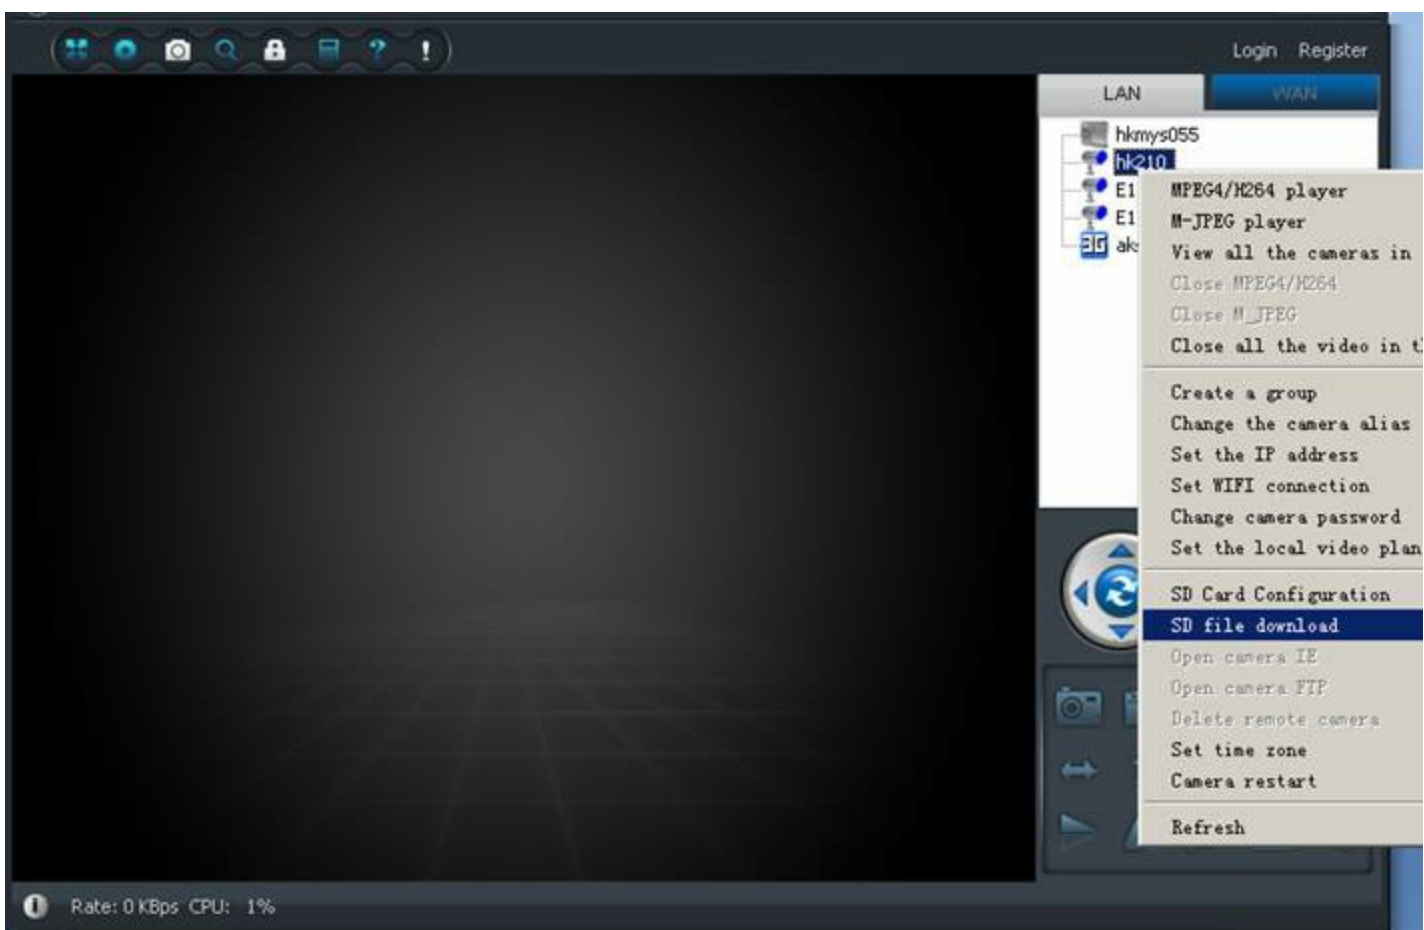 Login Register
LAN WAN
hkmys055
hk210
E1
E1
3G ak
MPEG4/H264 player
M-JPEG player
View all the cameras in
Close MPEG4/H264
Close M_JPEG
Close all the video in th
Create a group
Change the camera alias
Set the IP address
Set WIFI connection
Change camera password
Set the local video plan
SD Card Configuration
SD file download
Open camera IE
Open camera FTP
Delete remote camera
Set time zone
Camera restart
Refresh
Rate: 0 KBps CPU: 1%